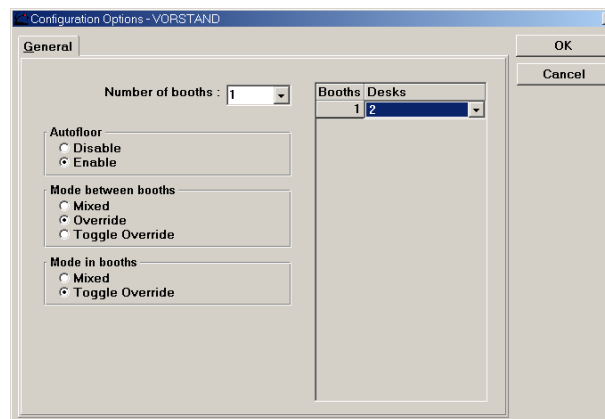 Configuration Options - VORSTAND
General
OK
Cancel
Number of booths : 1
Booths Desks
1 2
Autofloor
Disable
Enable
Mode between booths
Mixed
Override
Toggle Override
Mode in booths
Mixed
Toggle Override